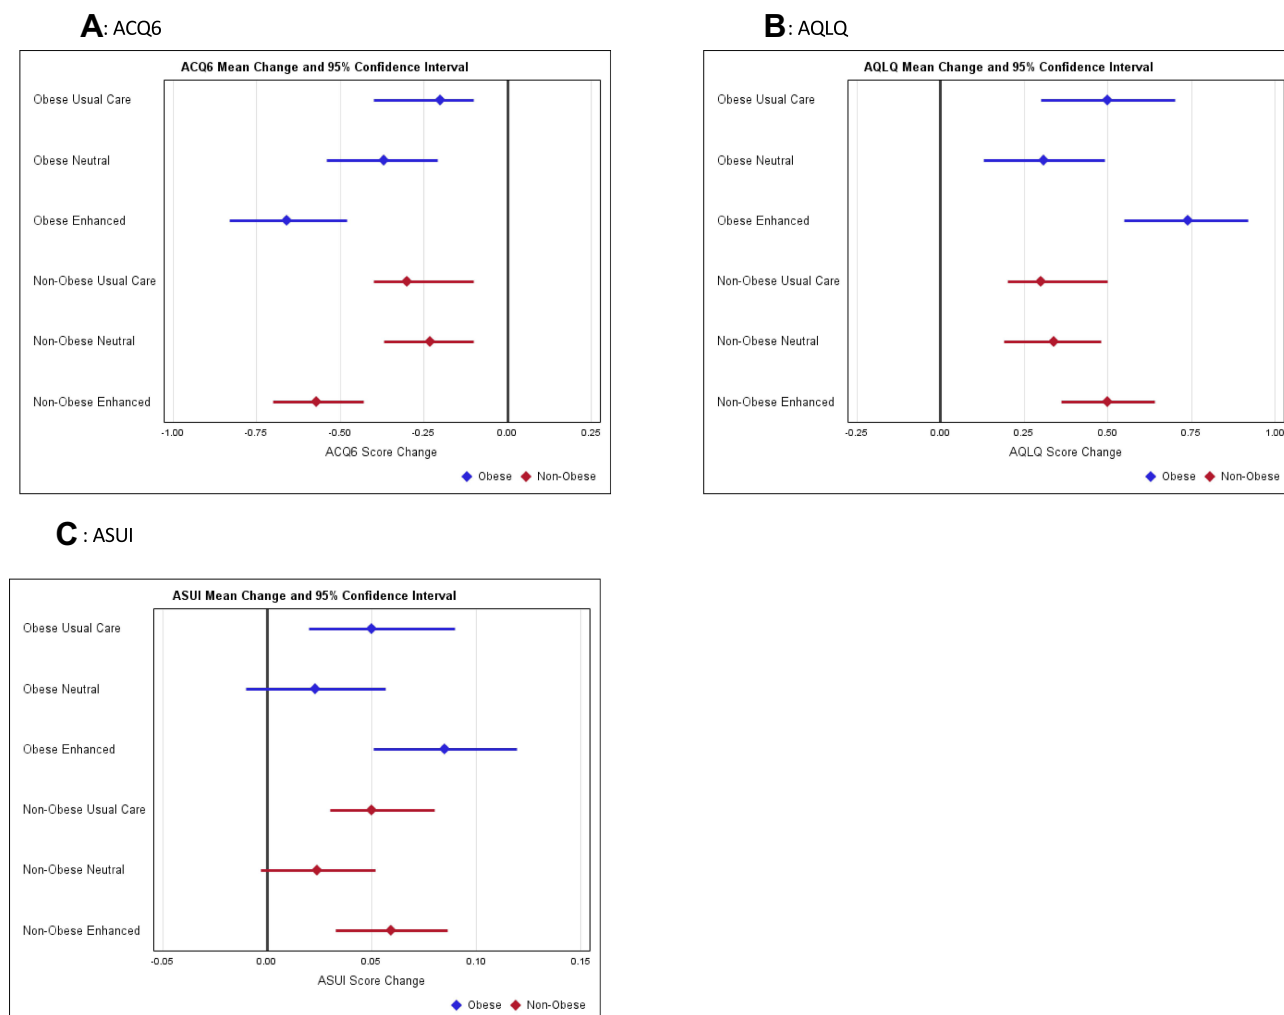 A: ACQ6
ACQ6 Mean Change and 95% Confidence Interval
Obese Usual Care
Obese Neutral
Obese Enhanced
Non-Obese Usual Care
Non-Obese Neutral
Non-Obese Enhanced
-1.00 -0.75 -0.50 -0.25 0.00 0.25
ACQ6 Score Change
Obese Non-Obese
B: AQLQ
AQLQ Mean Change and 95% Confidence Interval
Obese Usual Care
Obese Neutral
Obese Enhanced
Non-Obese Usual Care
Non-Obese Neutral
Non-Obese Enhanced
-0.25 0.00 0.25 0.50 0.75 1.00
AQLQ Score Change
Obese Non-Obese
C : ASUI
ASUI Mean Change and 95% Confidence Interval
Obese Usual Care
Obese Neutral
Obese Enhanced
Non-Obese Usual Care
Non-Obese Neutral
Non-Obese Enhanced
-0.05 0.00 0.05 0.10 0.15
ASUI Score Change
Obese Non-Obese